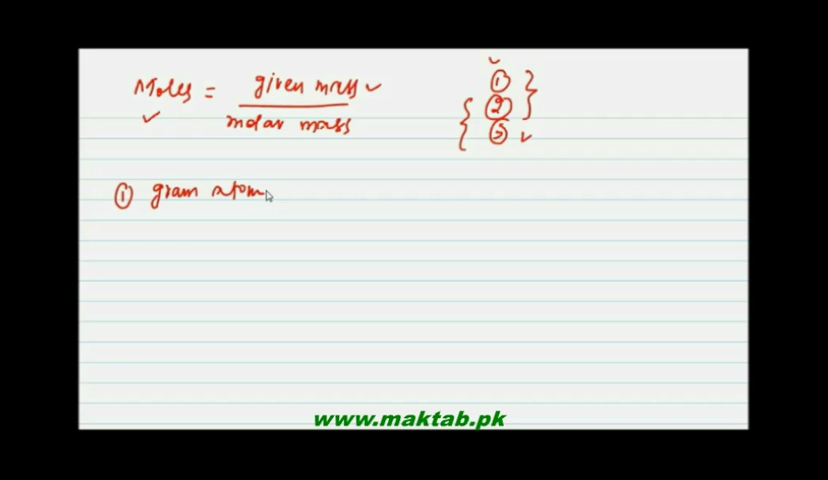 Moles = given mass
molar mass
1
2
3
① gram atom
www.maktab.pk